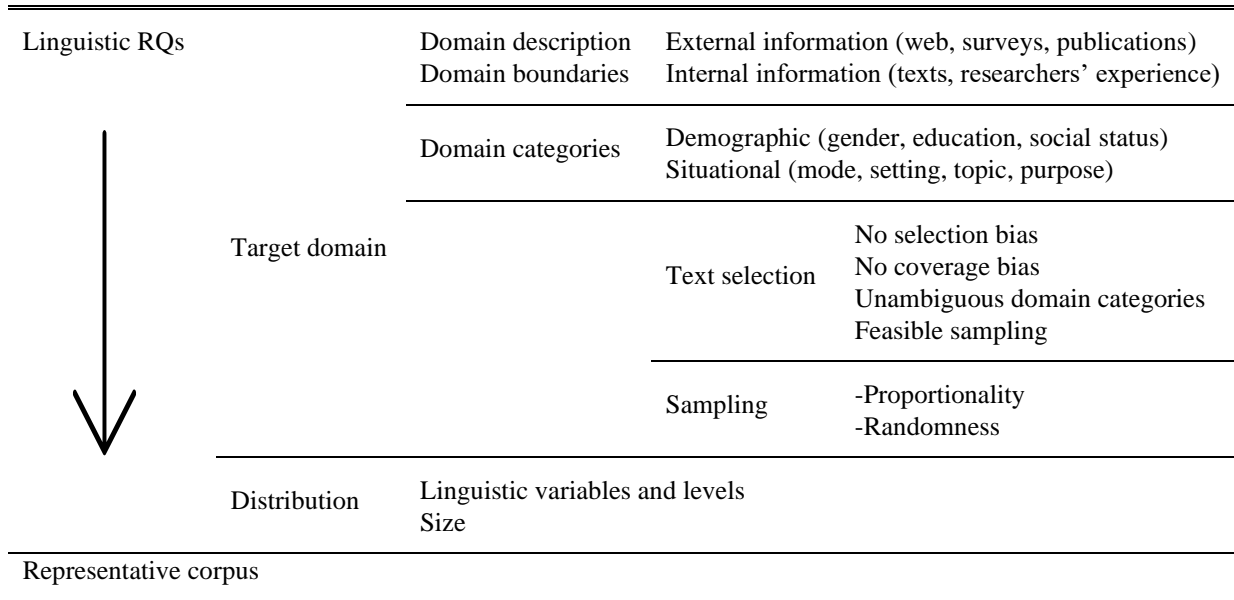 Linguistic RQs
Domain description
Domain boundaries
External information (web, surveys, publications)
Internal information (texts, researchers’ experience)
Domain categories
Demographic (gender, education, social status)
Situational (mode, setting, topic, purpose)
Target domain
Text selection
No selection bias
No coverage bias
Unambiguous domain categories
Feasible sampling
Sampling
-Proportionality
-Randomness
Distribution
Linguistic variables and levels
Size
Representative corpus